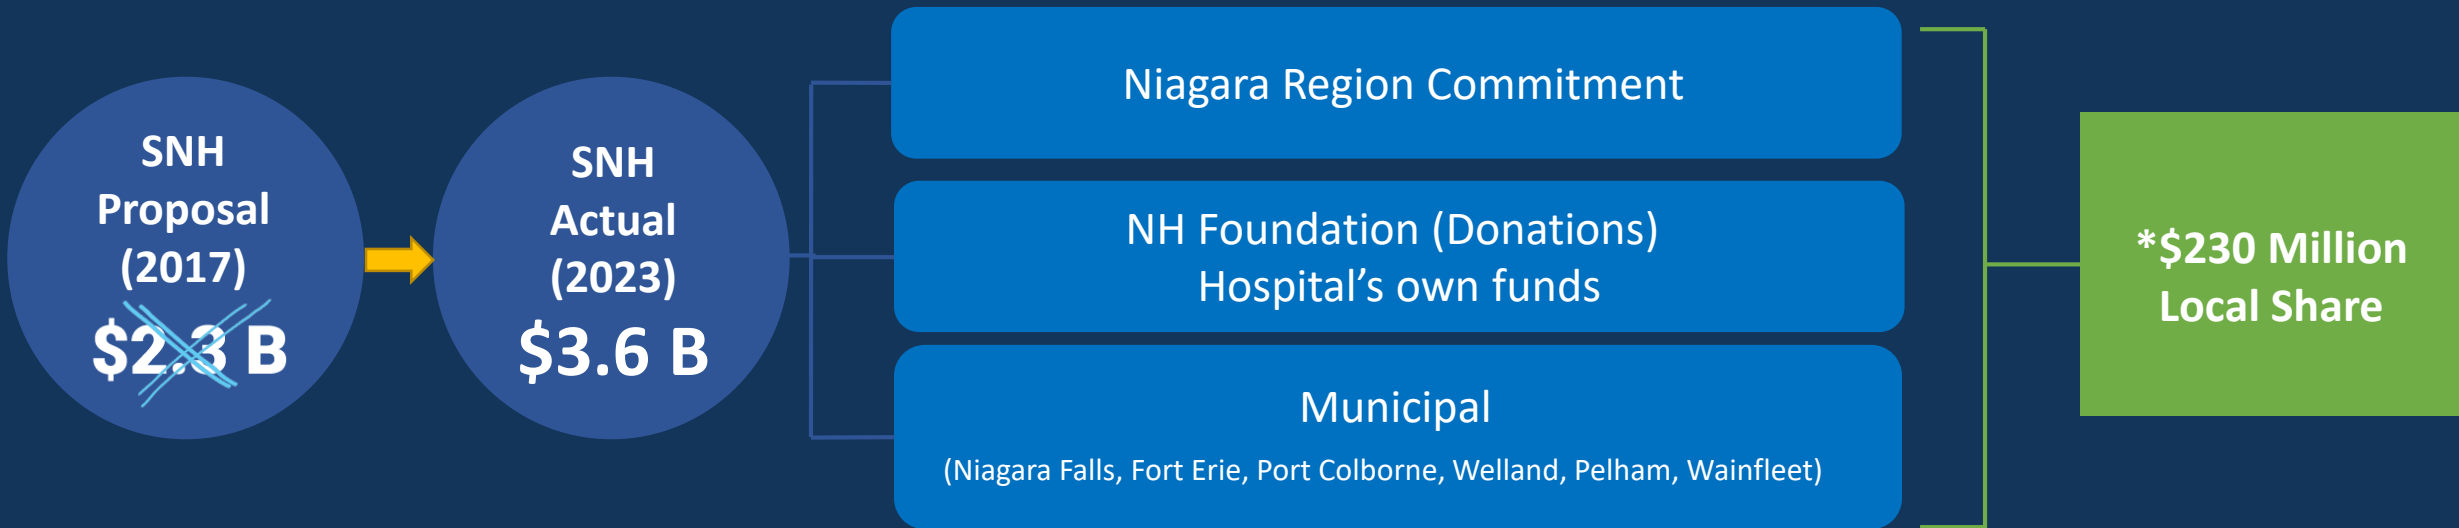 SNH
Proposal
(2017)
$2.3 B
SNH
Actual
(2023)
$3.6 B
Niagara Region Commitment
NH Foundation (Donations)
Hospital’s own funds
Municipal
(Niagara Falls, Fort Erie, Port Colborne, Welland, Pelham, Wainfleet)
*$230 Million
Local Share